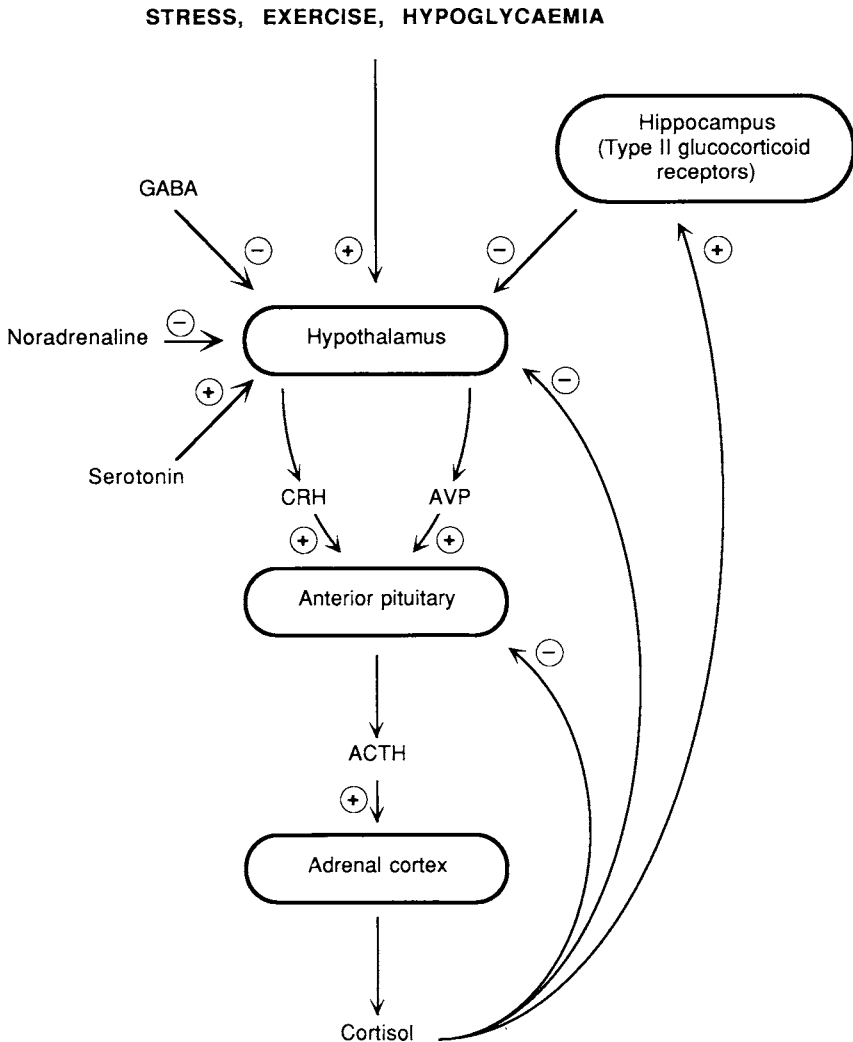 STRESS, EXERCISE, HYPOGLYCAEMIA
Hippocampus
(Type II glucocorticoid
receptors)
GABA
+
−
+
−
Noradrenaline
−
Hypothalamus
+
−
Serotonin
CRH
AVP
+
+
Anterior pituitary
−
ACTH
+
Adrenal cortex
Cortisol